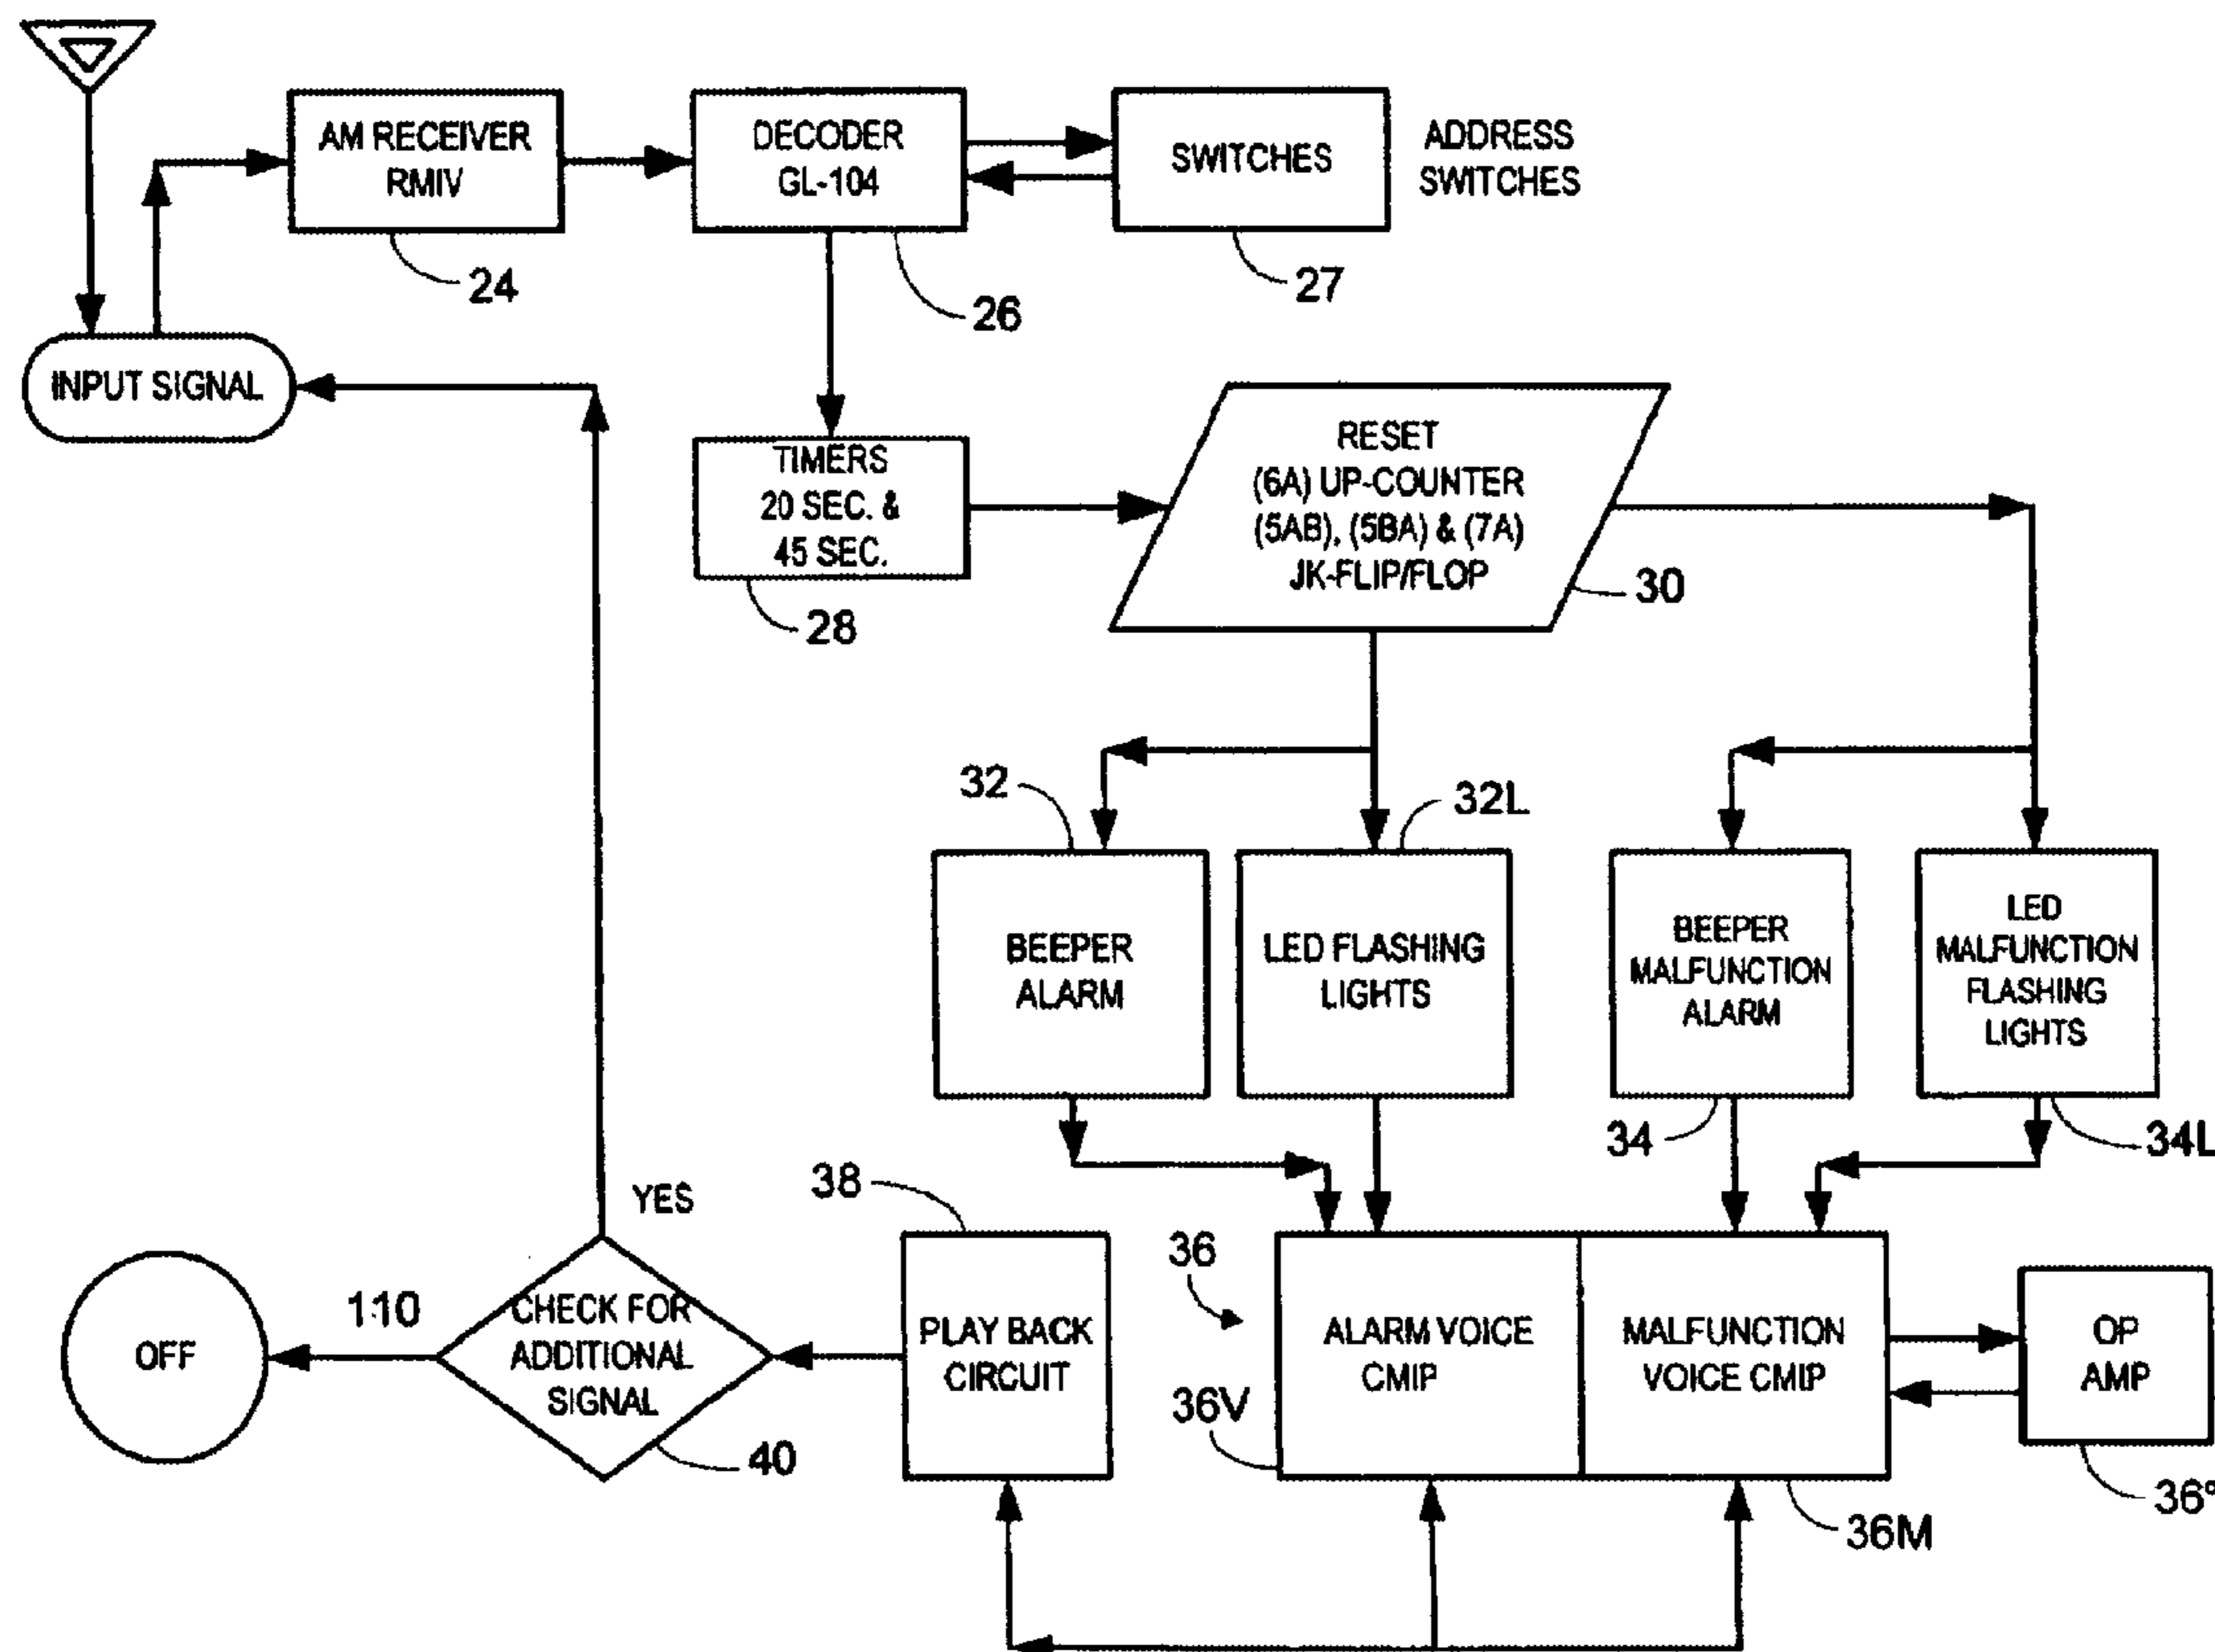 AM RECEIVER
RMIV
24
DECODER
GL-104
26
SWITCHES
27
ADDRESS
SWITCHES
INPUT SIGNAL
TIMERS
20 SEC. &
45 SEC.
28
RESET
(6A) UP-COUNTER
(5AB), (5BA) & (7A)
JK-FLIP/FLOP
30
32
BEEPER
ALARM
32L
LED FLASHING
LIGHTS
BEEPER
MALFUNCTION
ALARM
34
LED
MALFUNCTION
FLASHING
LIGHTS
34L
YES
OFF
110
CHECK FOR
ADDITIONAL
SIGNAL
40
38
PLAY BACK
CIRCUIT
36
36V
ALARM VOICE
CMIP
MALFUNCTION
VOICE CMIP
36M
OP
AMP
36º